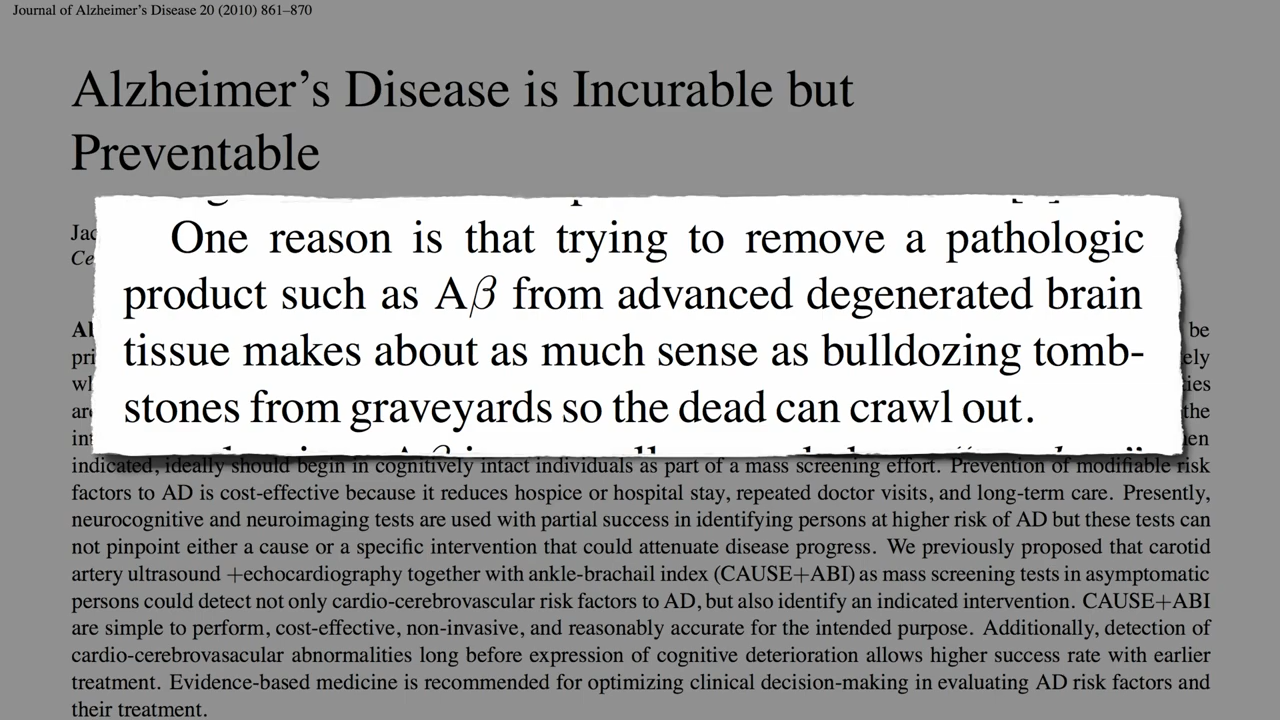 Journal of Alzheimer's Disease 20 (2010) 861–870
Alzheimer's Disease is Incurable but
Preventable
One reason is that trying to remove a pathologic
product such as Aβ from advanced degenerated brain
tissue makes about as much sense as bulldozing tomb-
stones from graveyards so the dead can crawl out.
be
indicated, ideally should begin in cognitively intact individuals as part of a mass screening effort. Prevention of modifiable risk
factors to AD is cost-effective because it reduces hospice or hospital stay, repeated doctor visits, and long-term care. Presently,
neurocognitive and neuroimaging tests are used with partial success in identifying persons at higher risk of AD but these tests can
not pinpoint either a cause or a specific intervention that could attenuate disease progress. We previously proposed that carotid
artery ultrasound +echocardiography together with ankle-brachail index (CAUSE+ABI) as mass screening tests in asymptomatic
persons could detect not only cardio-cerebrovascular risk factors to AD, but also identify an indicated intervention. CAUSE+ABI
are simple to perform, cost-effective, non-invasive, and reasonably accurate for the intended purpose. Additionally, detection of
cardio-cerebrovasacular abnormalities long before expression of cognitive deterioration allows higher success rate with earlier
treatment. Evidence-based medicine is recommended for optimizing clinical decision-making in evaluating AD risk factors and
their treatment.